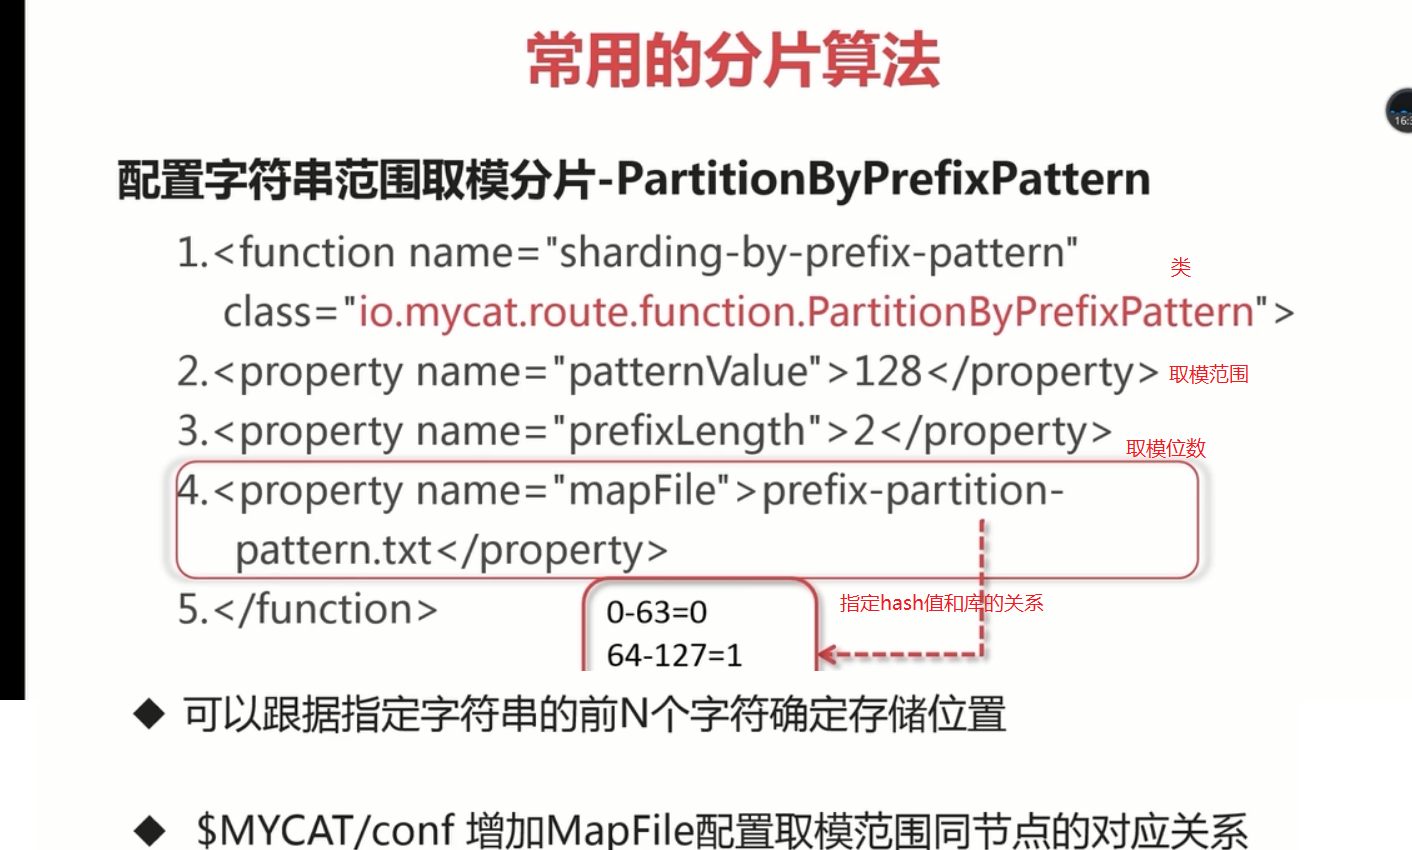 常用的分片算法
16:3
配置字符串范围取模分片-PartitionByPrefixPattern
1.<function name="sharding-by-prefix-pattern"
类
class="io.mycat.route.function.PartitionByPrefixPattern">
2.<property name="patternValue">128</property> 取模范围
3.<property name="prefixLength">2</property>
取模位数
4.<property name="mapFile">prefix-partition-
pattern.txt</property>
5.</function>
指定hash值和库的关系
0-63=0
64-127=1
◆ 可以跟据指定字符串的前N个字符确定存储位置
◆ $MYCAT/conf 增加MapFile配置取模范围同节点的对应关系